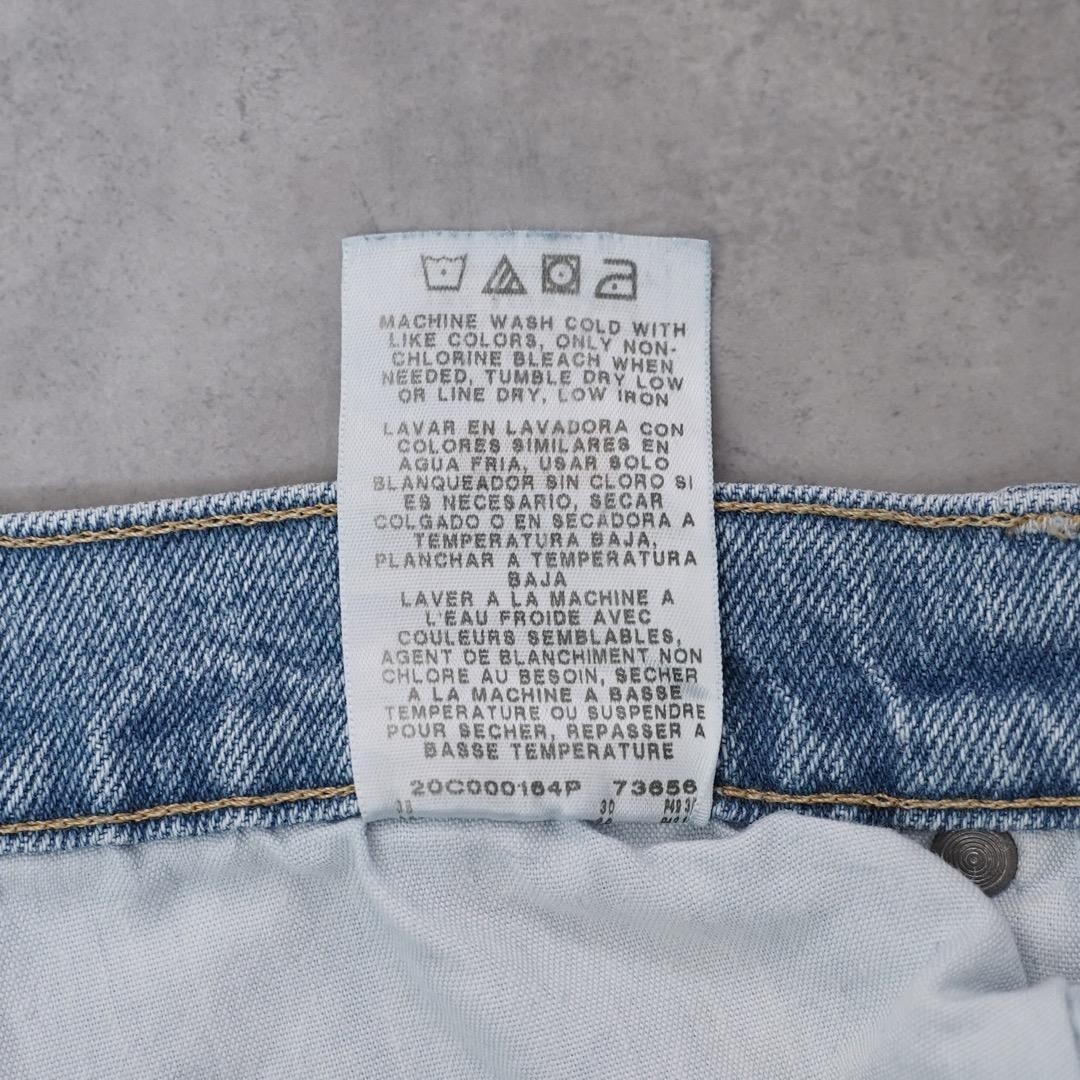 MACHINE WASH COLD WITH
LIKE COLORS, ONLY NON-
CHLORINE BLEACH WHEN
NEEDED, TUMBLE DRY LOW
OR LINE DRY, LOW IRON
LAVAR EN LAVADORA CON
COLORES SIMILARES EN
AGUA FRIA, USAR SOLO
BLANQUEADOR SIN CLORO SI
ES NECESARIO, SECAR
COLGADO O EN SECADORA A
TEMPERATURA BAJA,
PLANCHAR A TEMPERATURA
BAJA
LAVER A LA MACHINE A
L'EAU FROIDE AVEC
COULEURS SEMBLABLES,
AGENT DE BLANCHIMENT NON
CHLORE AU BESOIN, SECHER
A LA MACHINE A BASSE
TEMPERATURE OU SUSPENDRE
POUR SECHER, REPASSER A
BASSE TEMPERATURE
20C000164P 73656